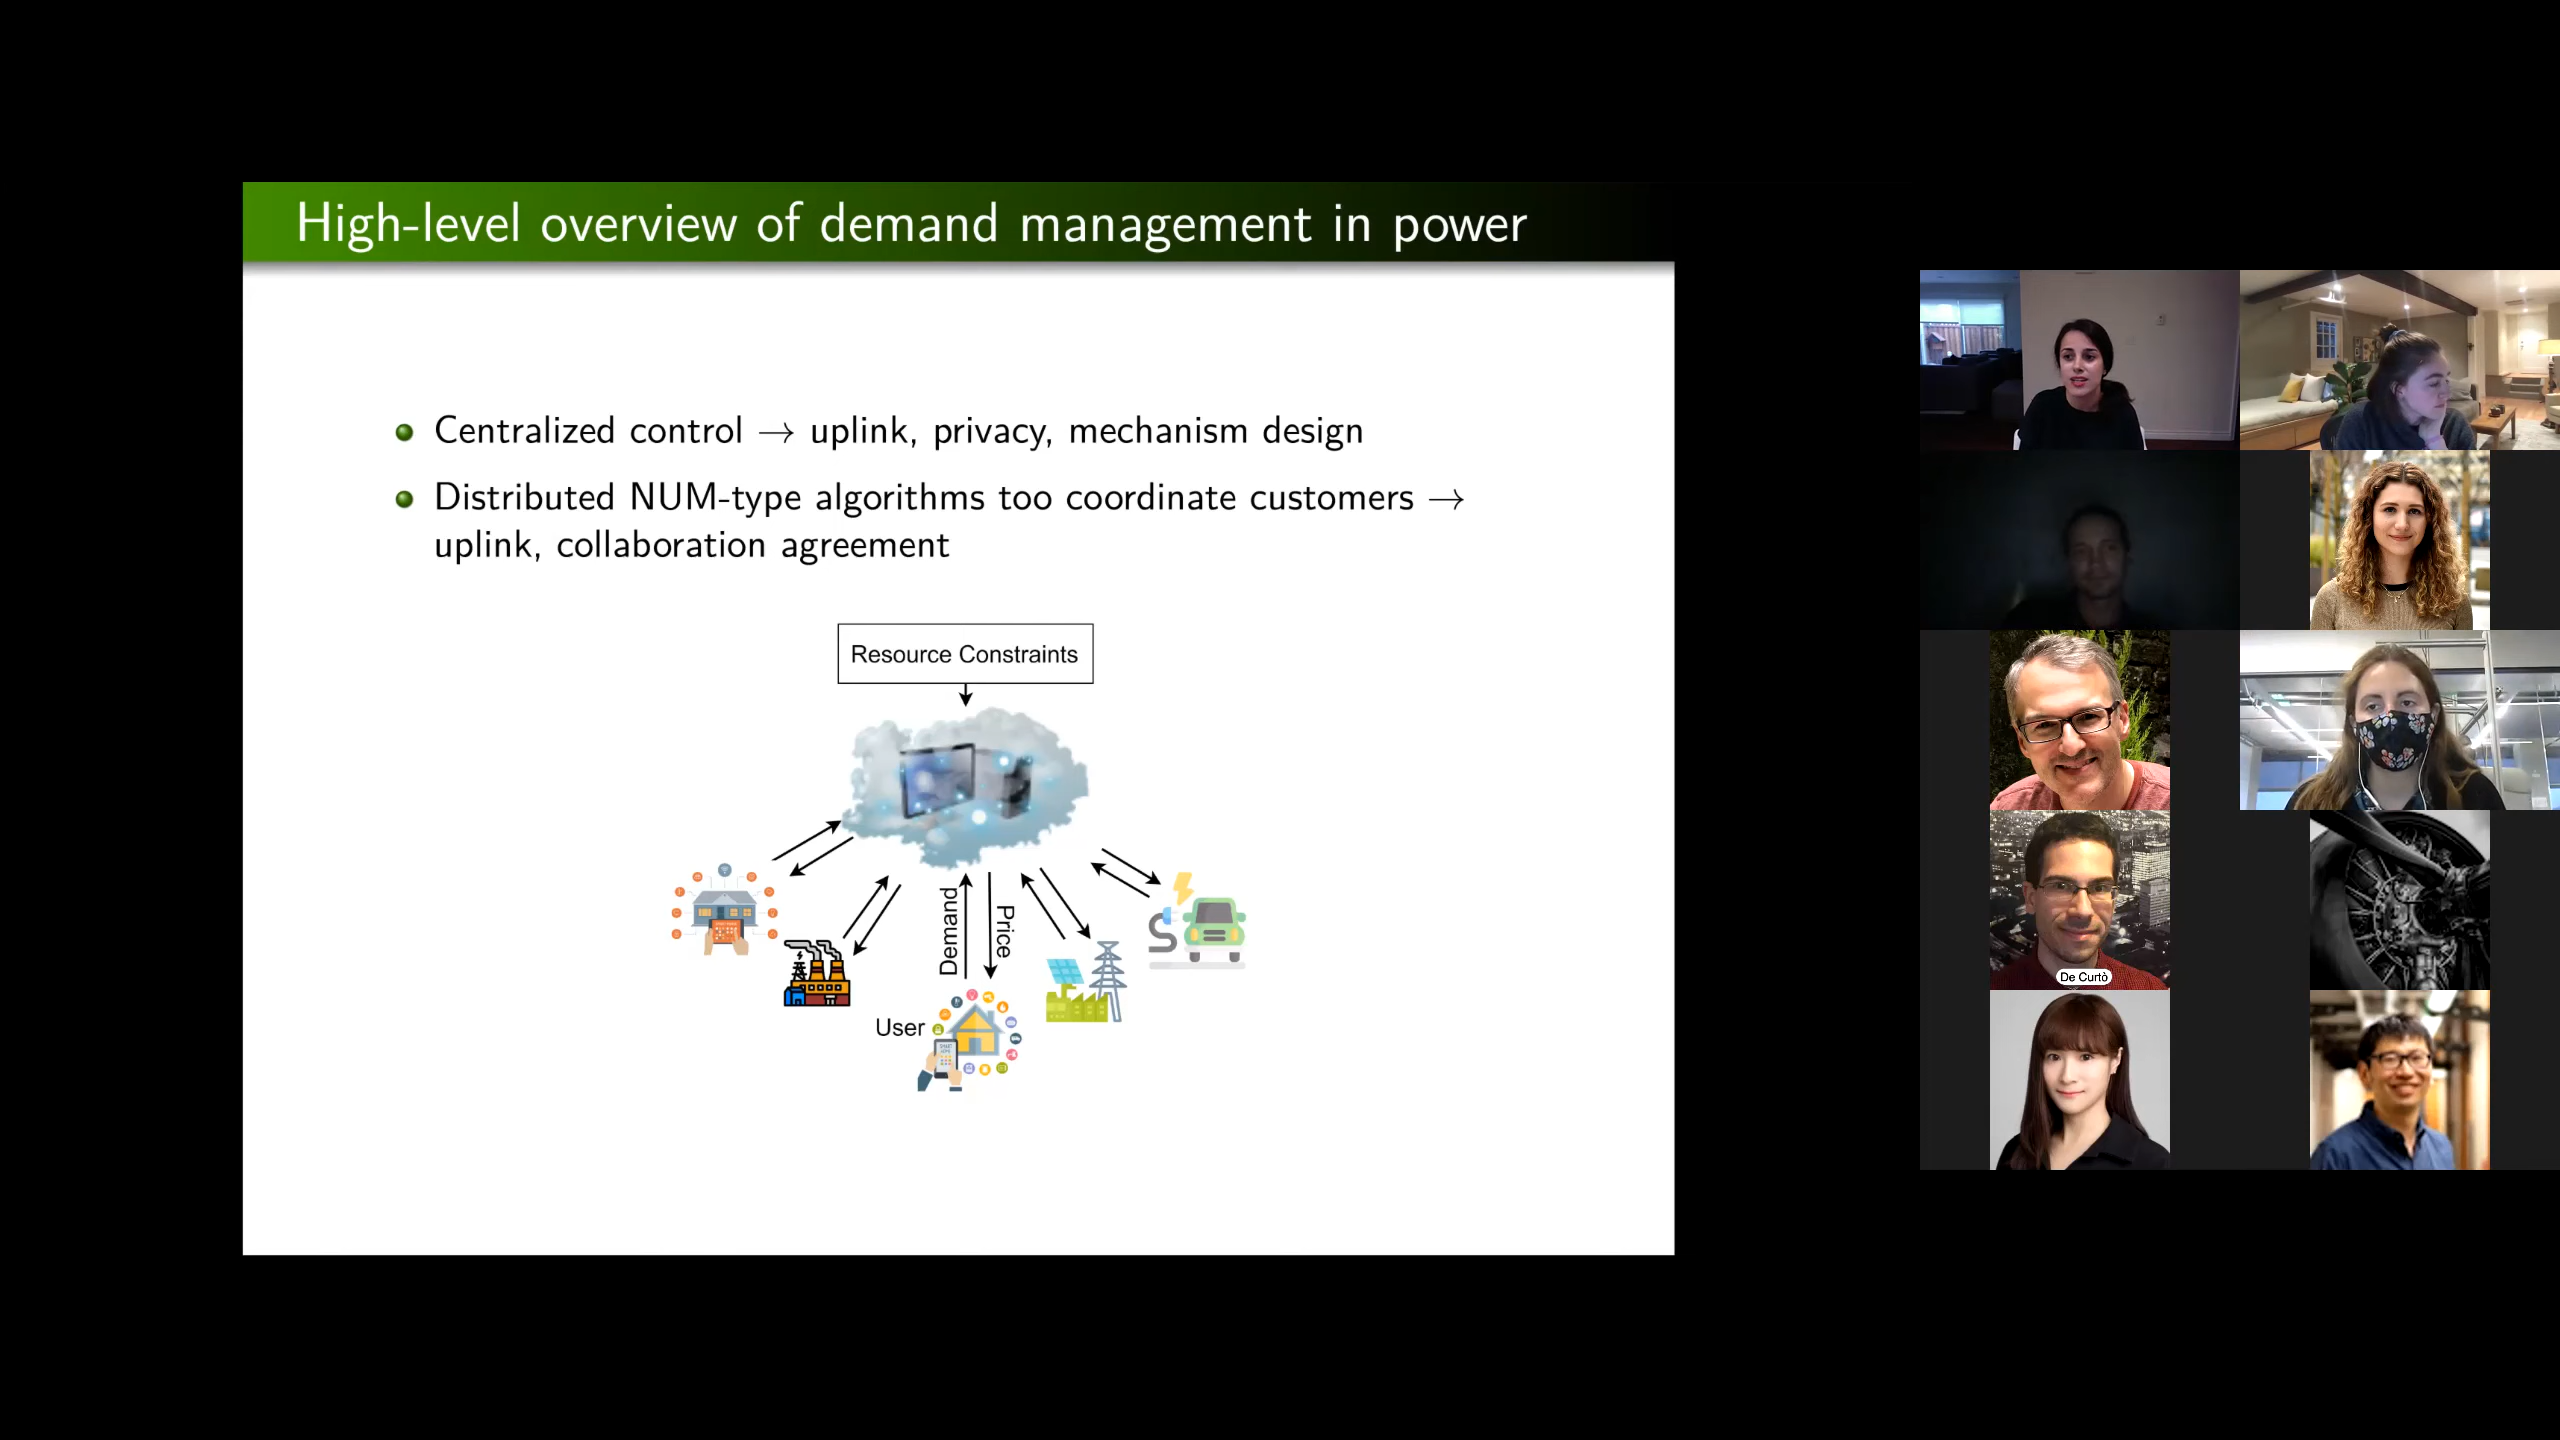 High-level overview of demand management in power
Centralized control → uplink, privacy, mechanism design
Distributed NUM-type algorithms too coordinate customers →
uplink, collaboration agreement
Resource Constraints
Demand
Price
User
De Curtò